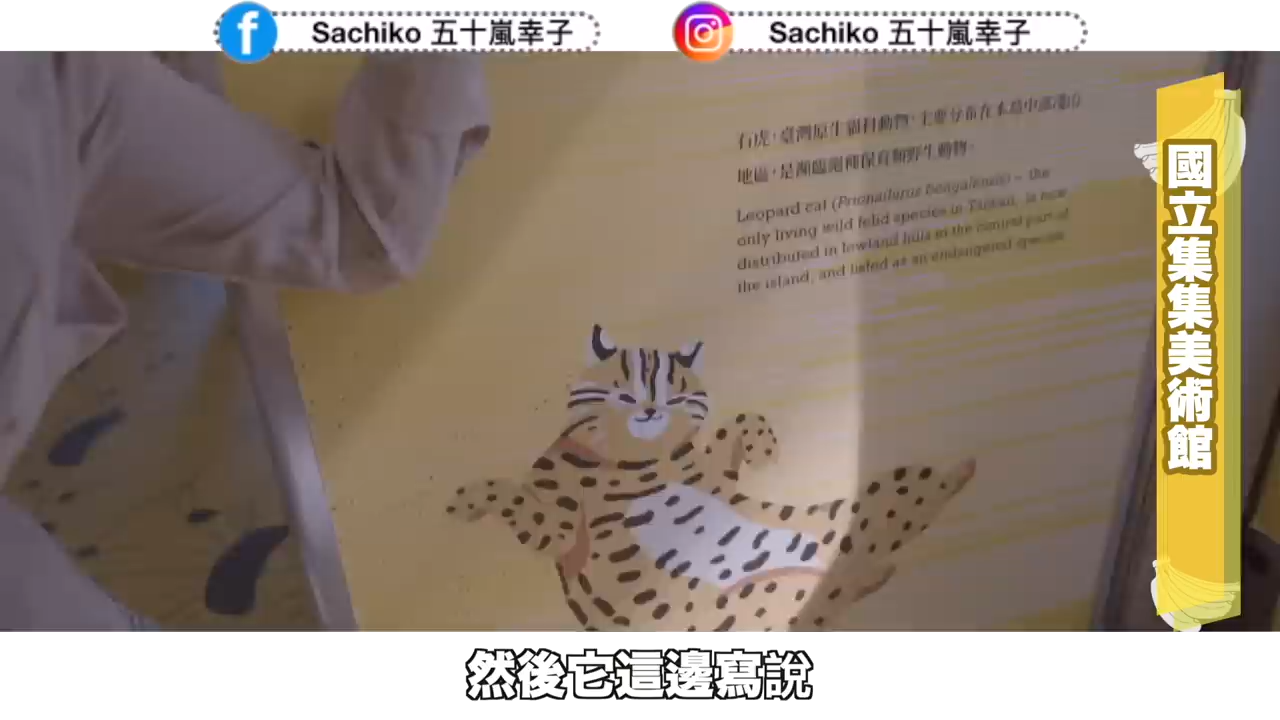 Sachiko 五十嵐幸子
Sachiko 五十嵐幸子
石虎,臺灣原生貓科動物,主要分布在本島中部淺山
地區,是瀕臨絕種保育類野生動物。
Leopard cat (Prionailurus bengalensis) – the
only living wild felid species in Taiwan, is now
distributed in lowland hills in the central part of
the island, and listed as an endangered species
國立集集美術館
然後它這邊寫說